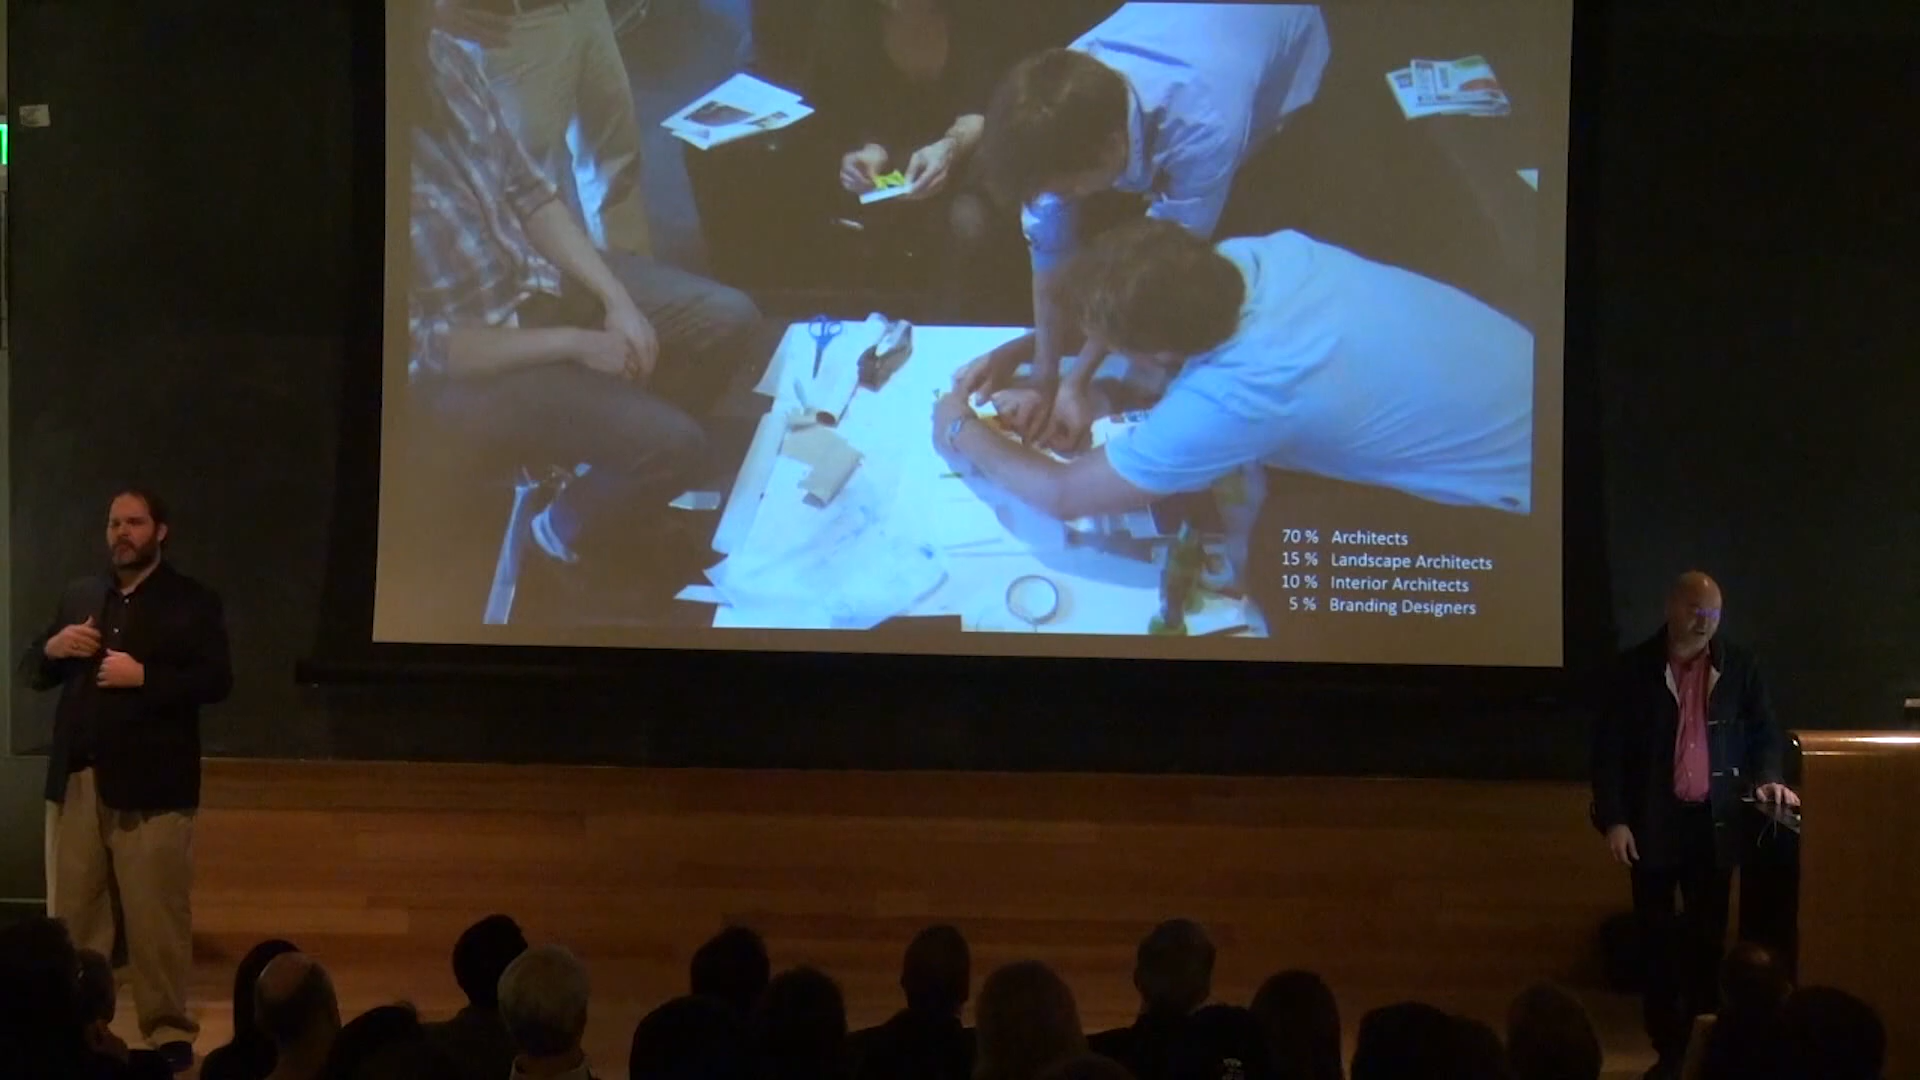 70 % Architects
15 % Landscape Architects
10 % Interior Architects
5 % Branding Designers